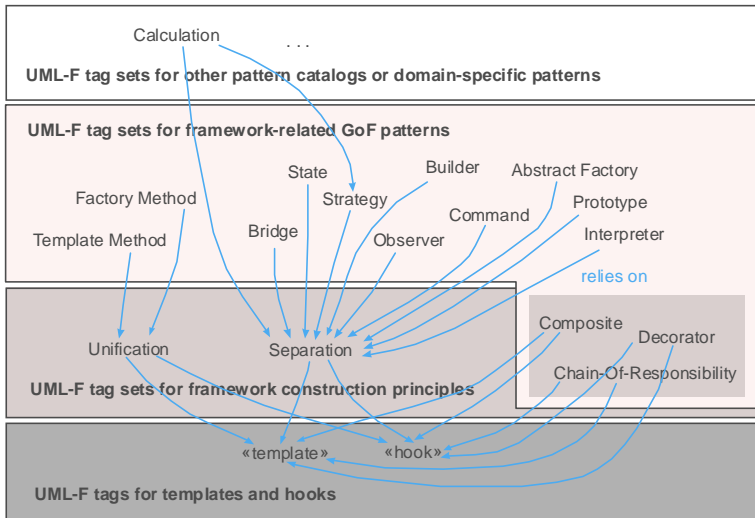 Calculation
. . .
UML-F tag sets for other pattern catalogs or domain-specific patterns
UML-F tag sets for framework-related GoF patterns
State
Builder
Abstract Factory
Factory Method
Strategy
Prototype
Command
Template Method
Bridge
Observer
Interpreter
relies on
Composite
Decorator
Unification
Separation
Chain-Of-Responsibility
UML-F tag sets for framework construction principles
«template»
«hook»
UML-F tags for templates and hooks